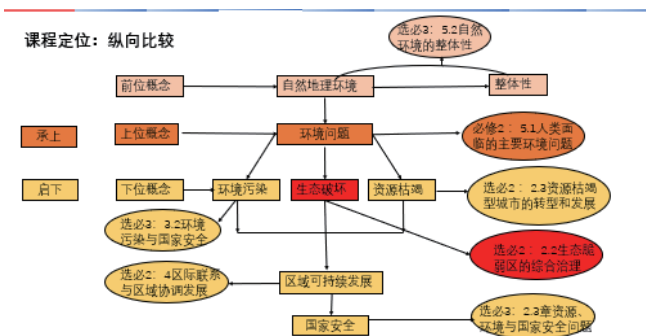 课程定位：纵向比较
选必3：5.2自然
环境的整体性
前位概念
自然地理环境
整体性
承上
上位概念
环境问题
必修2：5.1人类面
临的主要环境问题
启下
下位概念
环境污染
生态破坏
资源枯竭
选必2：2.3资源枯竭
型城市的转型和发展
选必3：3.2环境
污染与国家安全
选必2：2.2生态脆
弱区的综合治理
选必2：4区际联系
与区域协调发展
区域可持续发展
选必3：2.3章资源、
环境与国家安全问题
国家安全